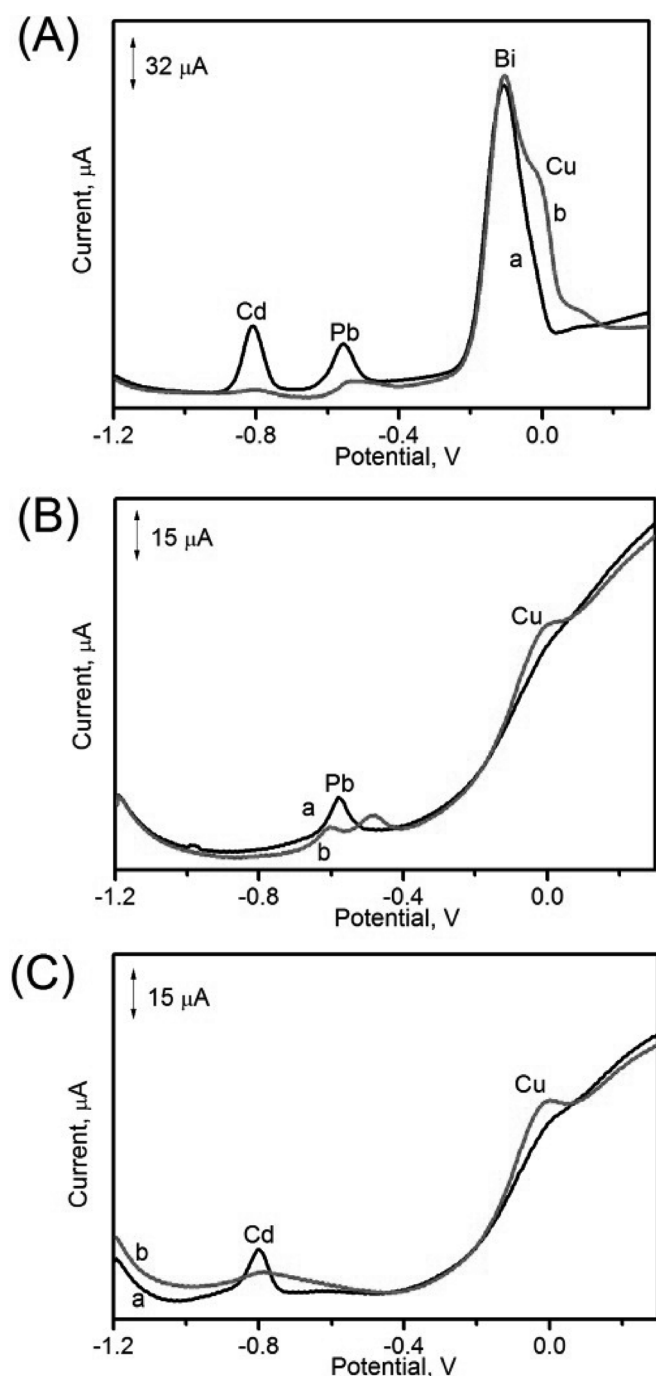 (A)
32 μA
Bi
Cu
b
a
Cd
Pb
Current, μA
-1.2
-0.8
-0.4
0.0
Potential, V
(B)
15 μA
Cu
Pb
a
b
Current, μA
-1.2
-0.8
-0.4
0.0
Potential, V
(C)
15 μA
Cu
Cd
b
a
Current, μA
-1.2
-0.8
-0.4
0.0
Potential, V